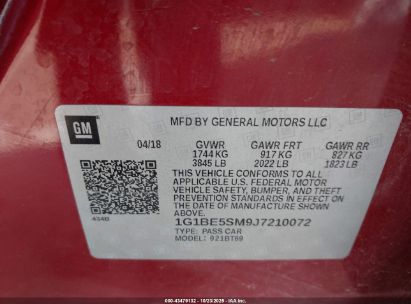 GM
MFD BY GENERAL MOTORS LLC
04/18 GVWR GAWR FRT GAWR RR
1744 KG 917 KG 827 KG
3845 LB 2022 LB 1823 LB
THIS VEHICLE CONFORMS TO ALL
APPLICABLE U.S. FEDERAL MOTOR
VEHICLE SAFETY, BUMPER, AND THEFT
PREVENTION STANDARDS IN EFFECT
ON THE DATE OF MANUFACTURE
SHOWN ABOVE.
1G1BE5SM9J7210072
TYPE: PASS CAR
MODEL: 921BT69
434B